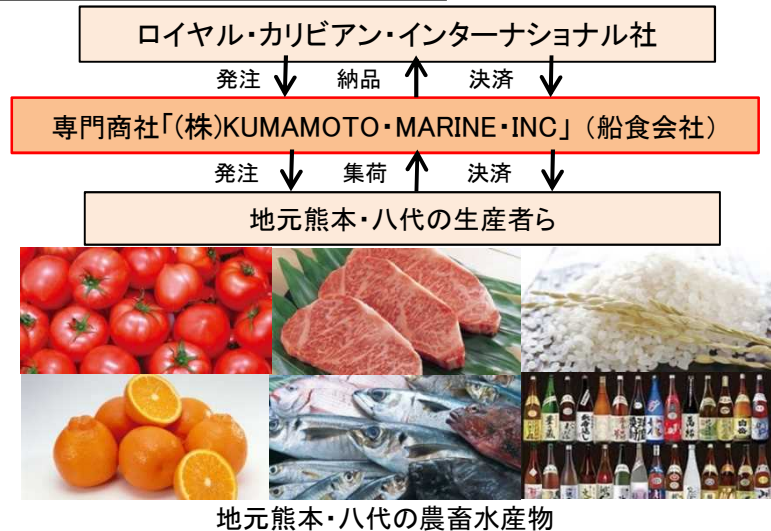 ロイヤル・カリビアン・インターナショナル社
発注 納品 決済
専門商社「(株)KUMAMOTO・MARINE・INC」(船食会社)
発注 集荷 決済
地元熊本・八代の生産者ら
地元熊本・八代の農畜水産物